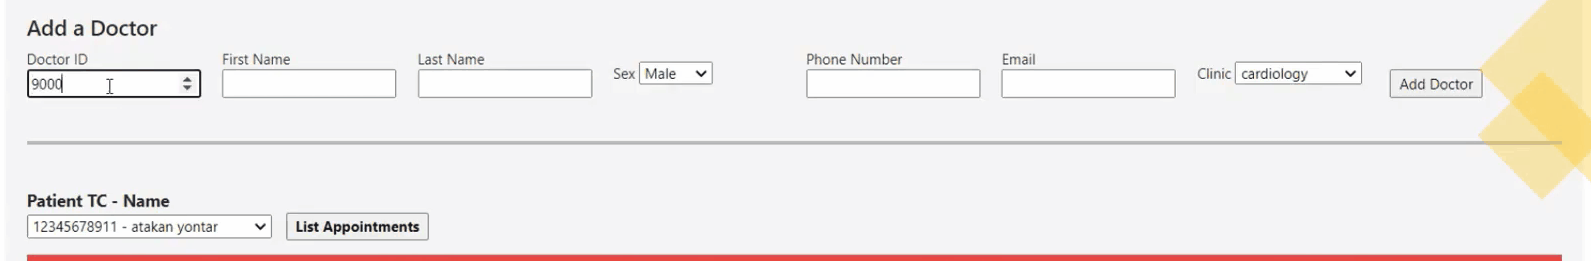 Add a Doctor
Doctor ID First Name Last Name Sex Male Phone Number Email Clinic cardiology Add Doctor
9000
Patient TC - Name
12345678911 - atakan yontar List Appointments